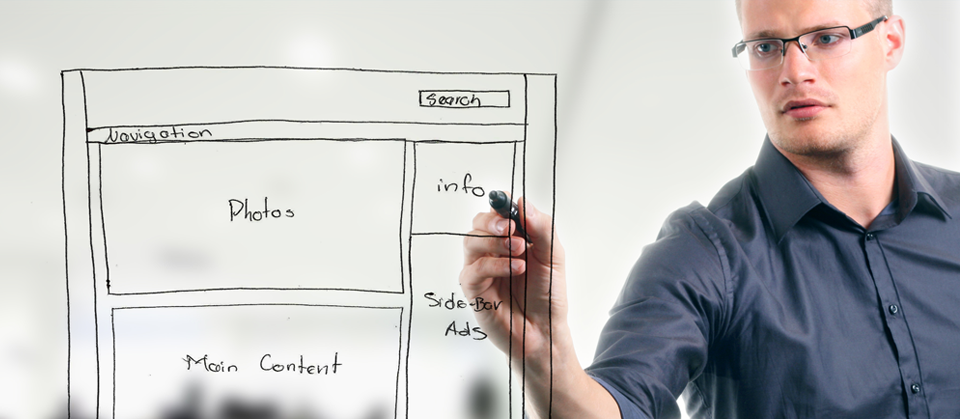 Search
Navigation
Photos
info
Side-Bar
Ads
Main Content